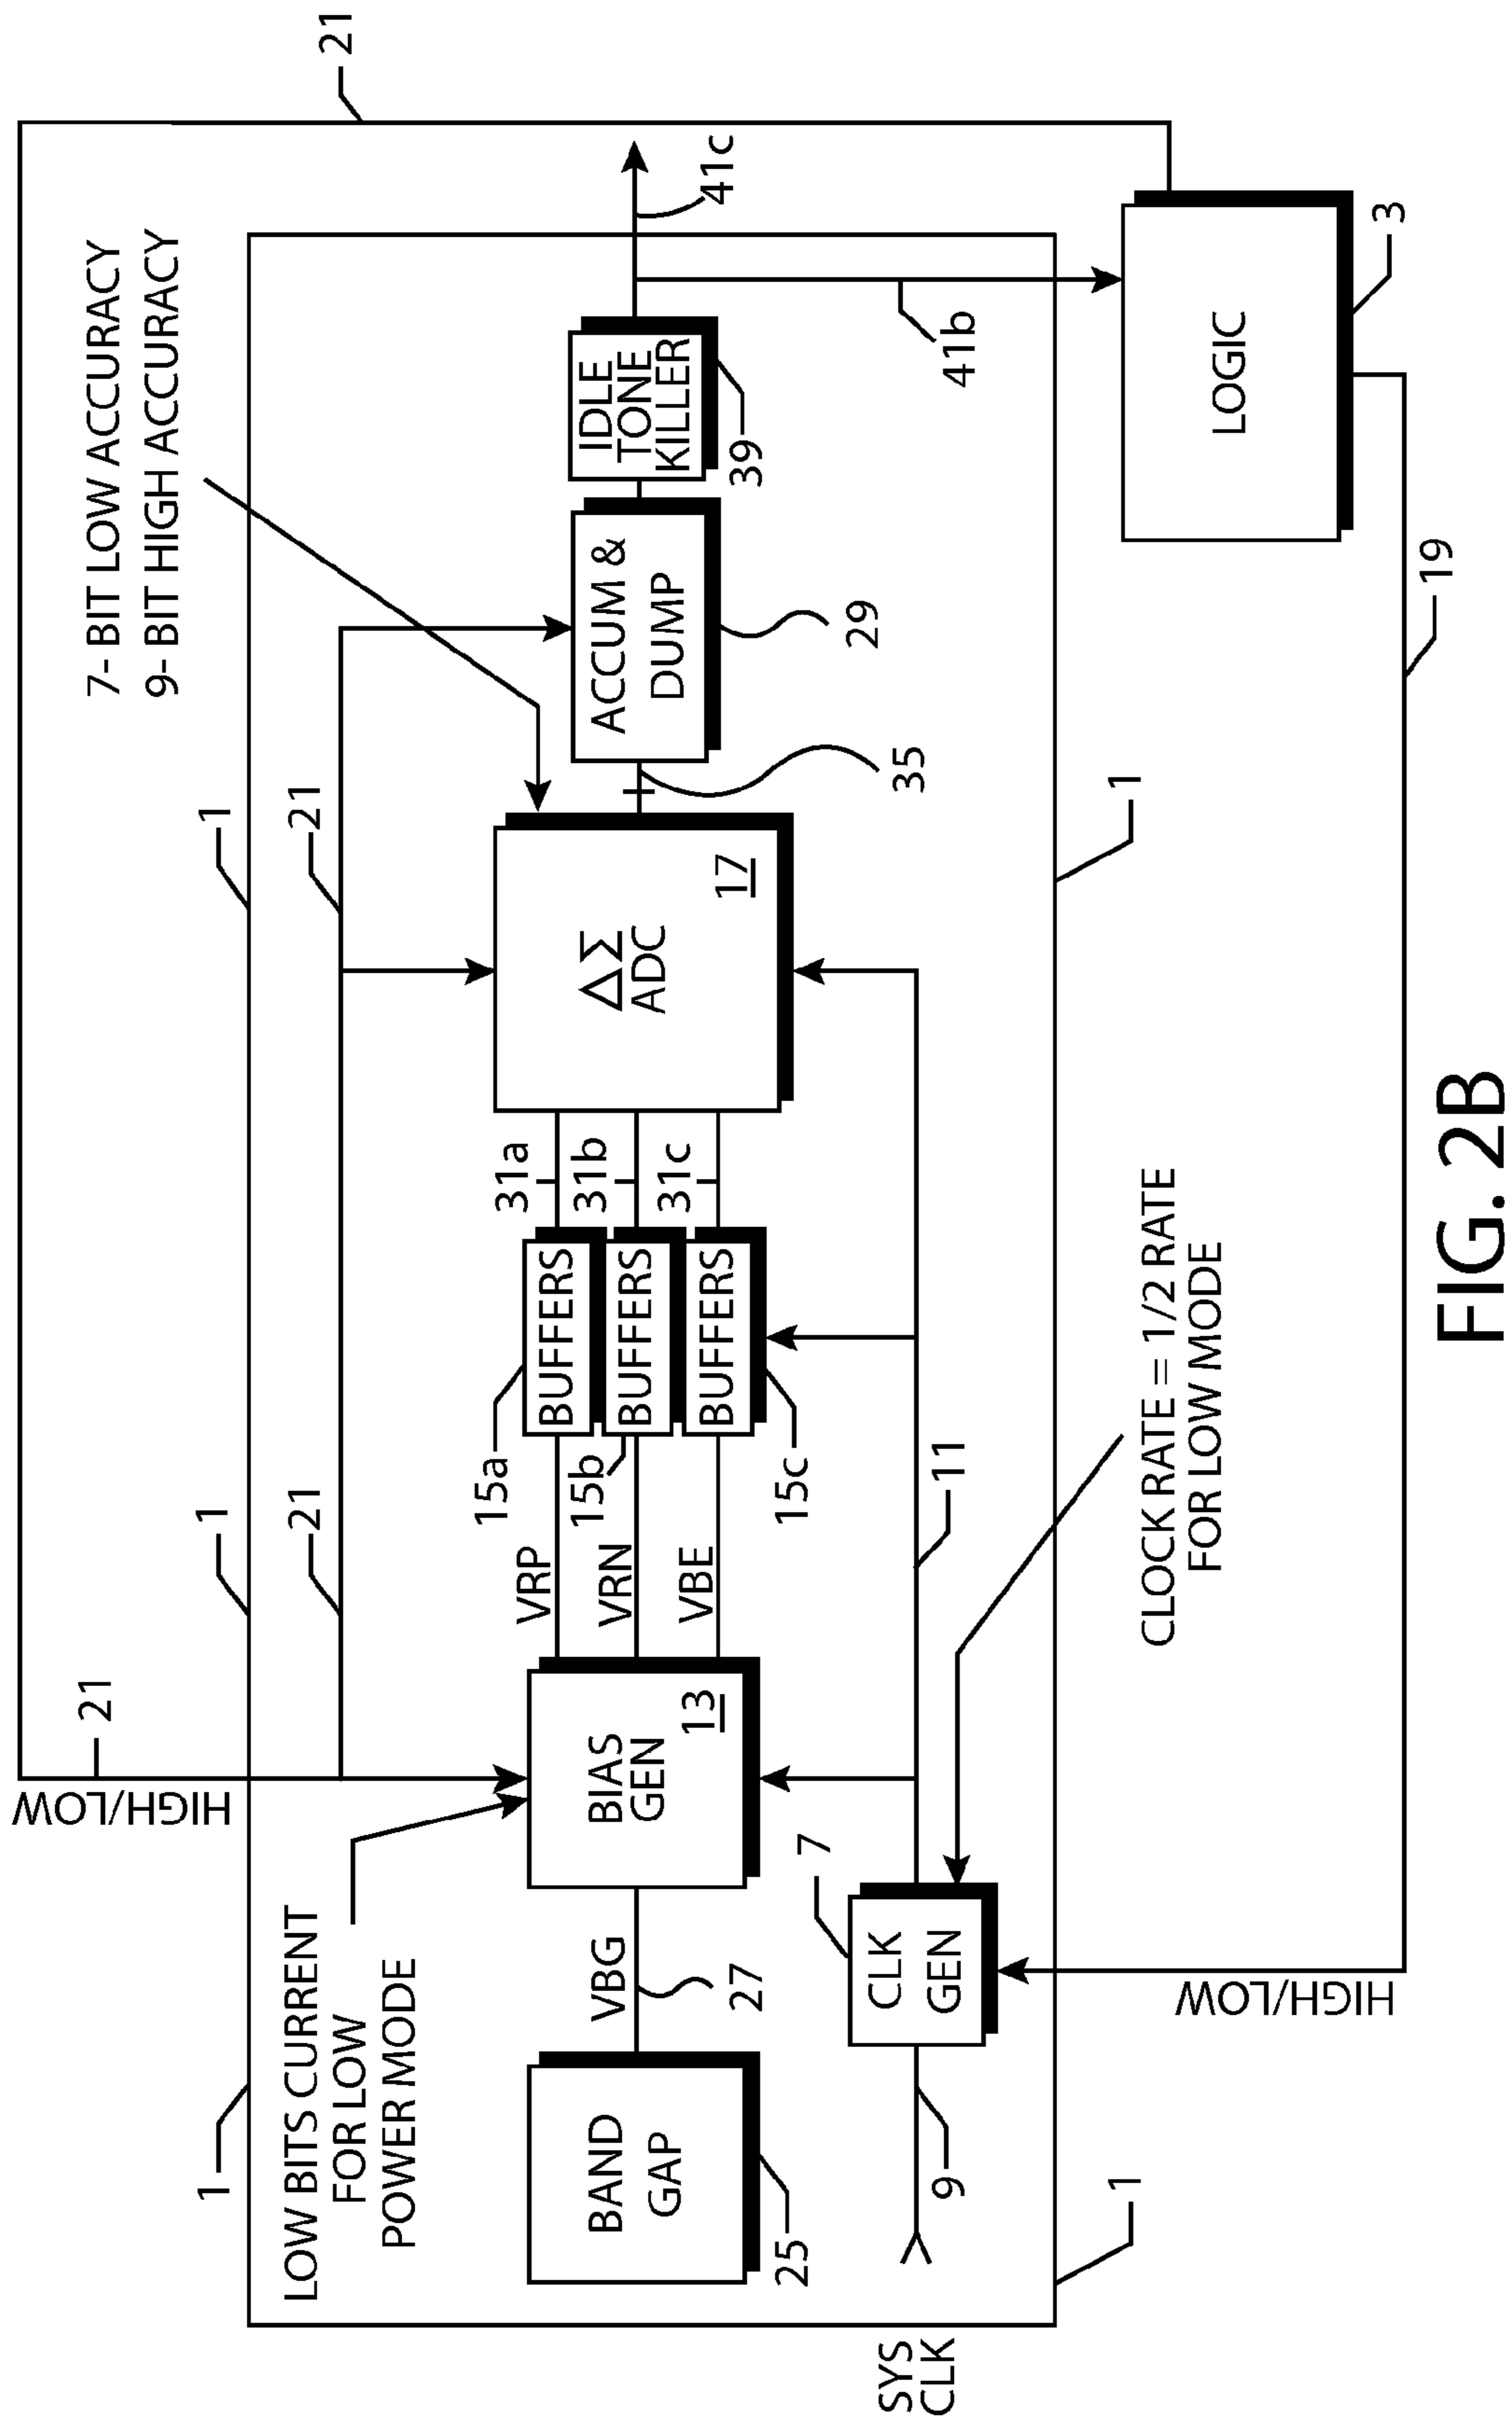 21
7- BIT LOW ACCURACY
9- BIT HIGH ACCURACY
41c
HIGH/LOW
21
1
1
1
21
21
LOW BITS CURRENT
FOR LOW
POWER MODE
BAND
GAP
25
VBG
27
BIAS
GEN
13
VRP
VRN
VBE
15a
15b
15c
BUFFERS
BUFFERS
BUFFERS
31a
31b
31c
ΔΣ
ADC
17
35
ACCUM &
DUMP
29
IDLE
TONE
KILLER
39
41b
SYS
CLK
9
CLK
GEN
7
11
1
1
CLOCK RATE = 1/2 RATE
FOR LOW MODE
HIGH/LOW
LOGIC
3
19
FIG. 2B